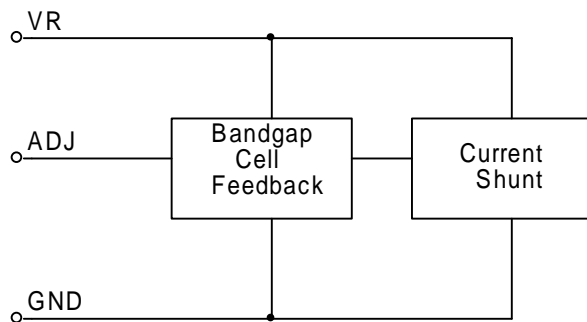 VR
ADJ
Bandgap
Cell
Feedback
Current
Shunt
GND